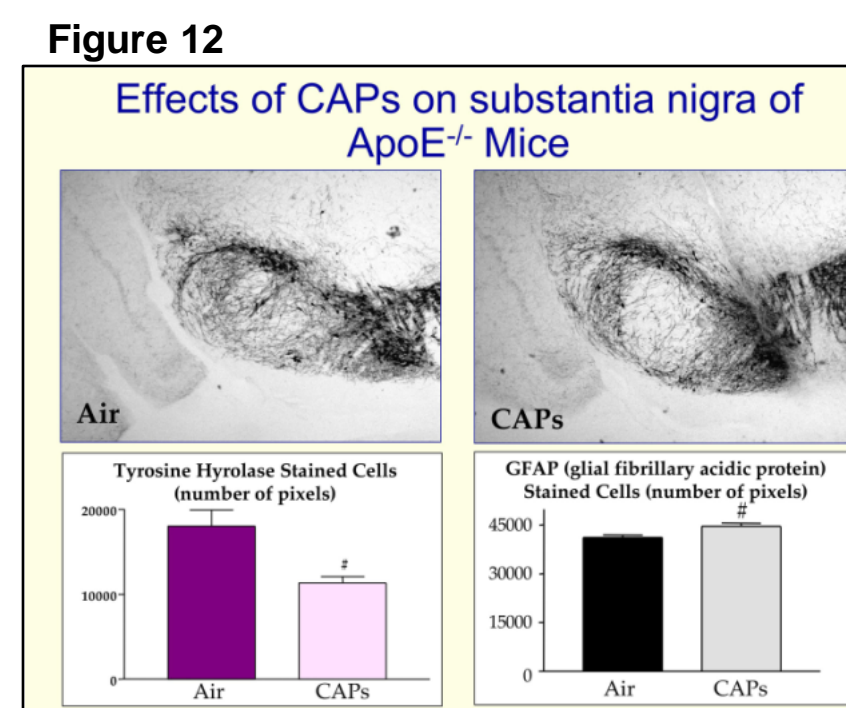 Figure 12
Effects of CAPs on substantia nigra of
ApoE-/- Mice
Air
CAPs
Tyrosine Hyrolase Stained Cells
(number of pixels)
20000
#
10000
0
Air CAPs
GFAP (glial fibrillary acidic protein)
Stained Cells (number of pixels)
#
45000
30000
15000
0
Air CAPs